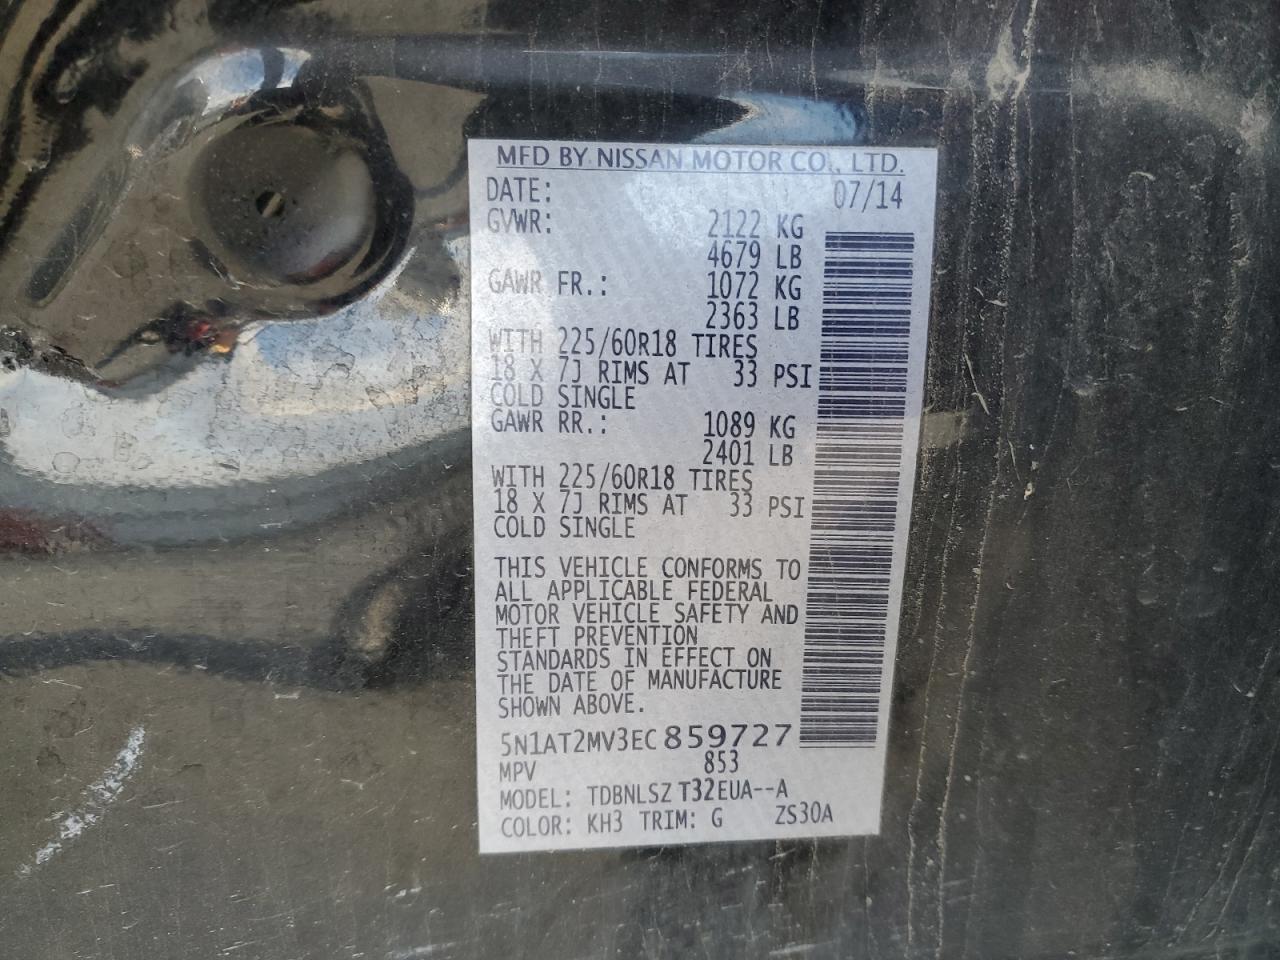 MFD BY NISSAN MOTOR CO., LTD.
DATE: 07/14
GVWR: 2122 KG
4679 LB
GAWR FR.: 1072 KG
2363 LB
WITH 225/60R18 TIRES
18 X 7J RIMS AT 33 PSI
COLD SINGLE
GAWR RR.: 1089 KG
2401 LB
WITH 225/60R18 TIRES
18 X 7J RIMS AT 33 PSI
COLD SINGLE
THIS VEHICLE CONFORMS TO
ALL APPLICABLE FEDERAL
MOTOR VEHICLE SAFETY AND
THEFT PREVENTION
STANDARDS IN EFFECT ON
THE DATE OF MANUFACTURE
SHOWN ABOVE.
5N1AT2MV3EC859727
MPV 853
MODEL: TDBNLSZ T32EUA--A
COLOR: KH3 TRIM: G ZS30A